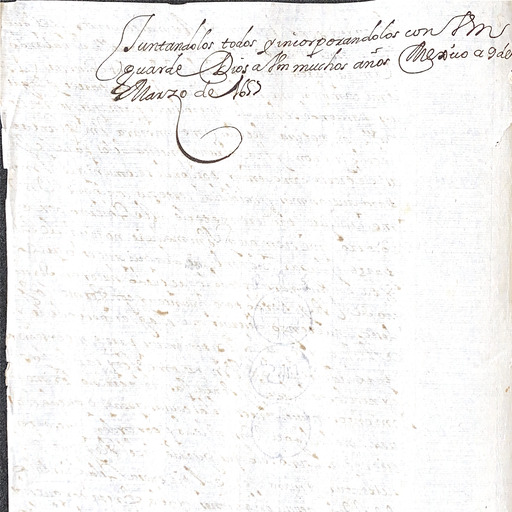 Juntandolos todos y incorporandolos con Vm
guarde Dios a Vm muchos años Mexico a 9 de
Marzo de 1653